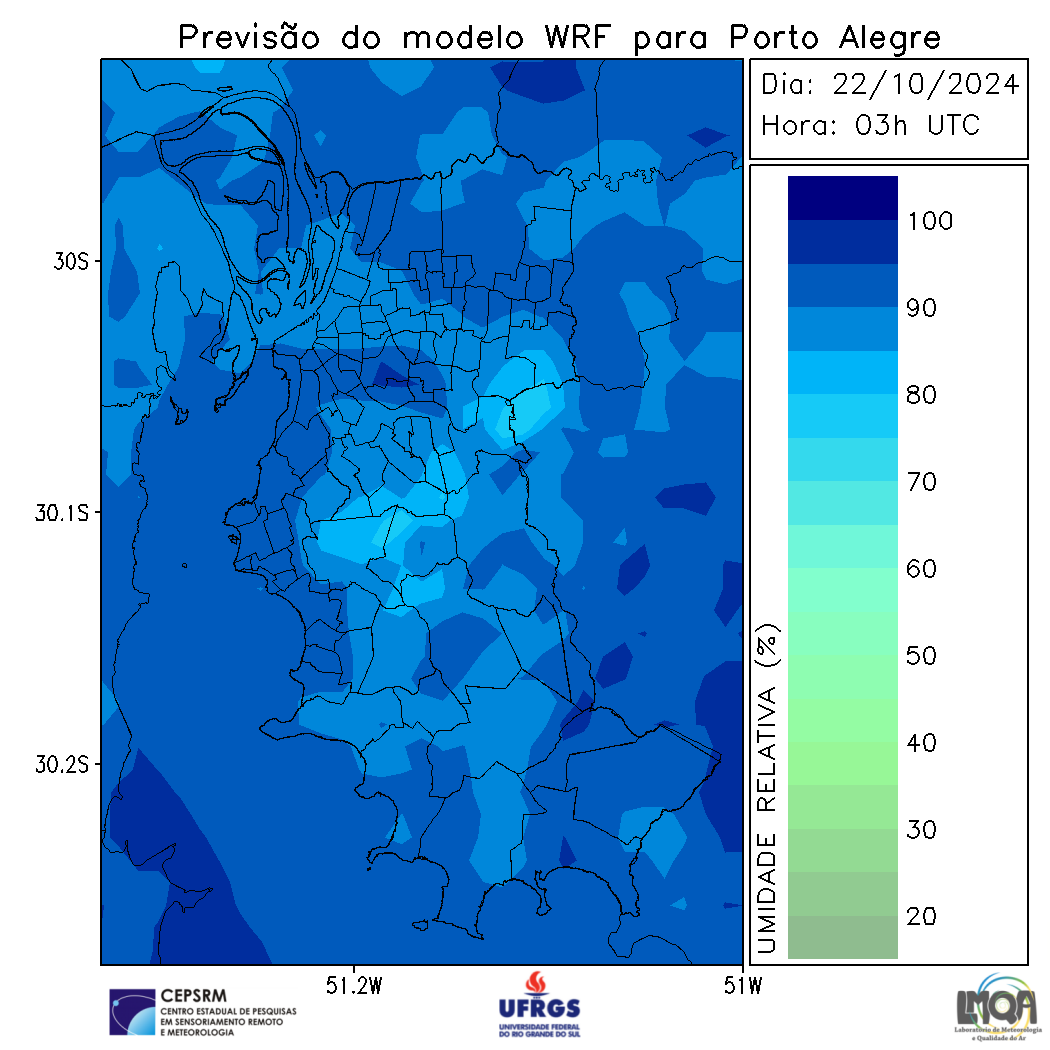 Previsão do modelo WRF para Porto Alegre
Dia: 22/10/2024
Hora: 03h UTC
30S
30.1S
30.2S
51.2W
51W
UMIDADE RELATIVA (%)
100
90
80
70
60
50
40
30
20
CEPSRM
CENTRO ESTADUAL DE PESQUISAS
EM SENSORIAMENTO REMOTO
E METEOROLOGIA
UFRGS
UNIVERSIDADE FEDERAL
DO RIO GRANDE DO SUL
LMQA
Laboratório de Meteorologia
e Qualidade do Ar